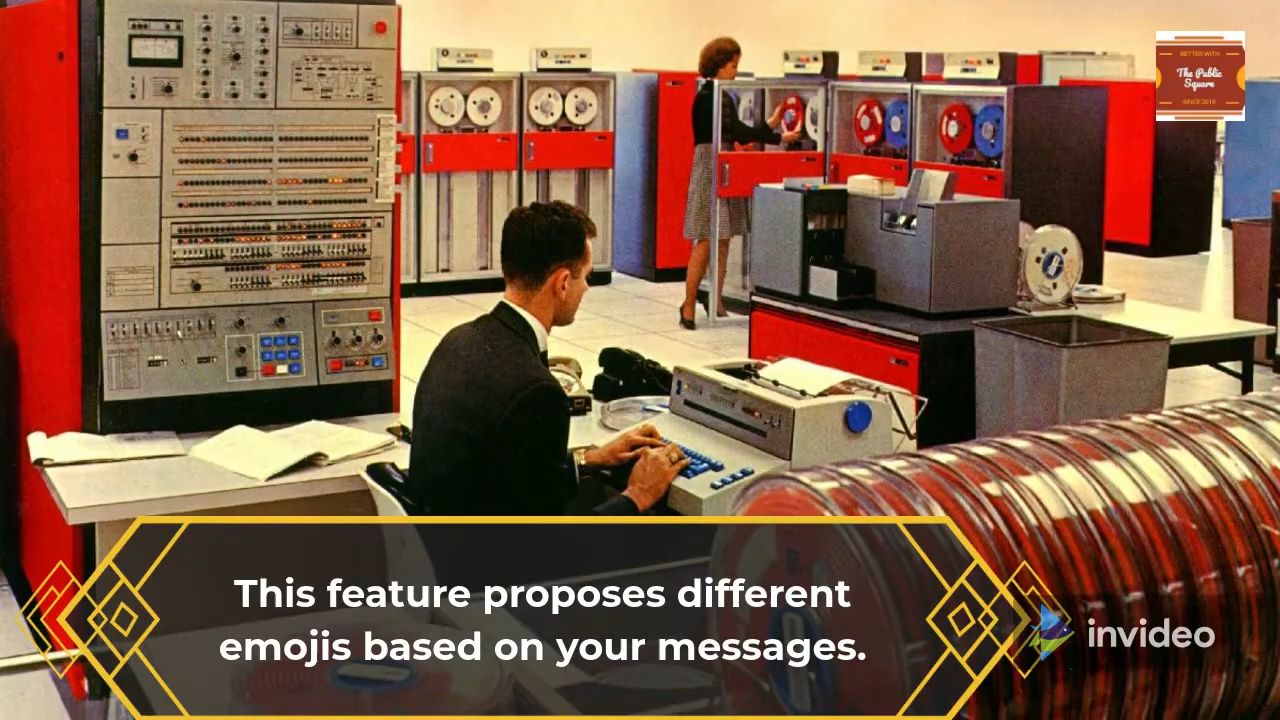 BETTER WITH
The Public
Square
SINCE 2018
This feature proposes different
emojis based on your messages.
invideo